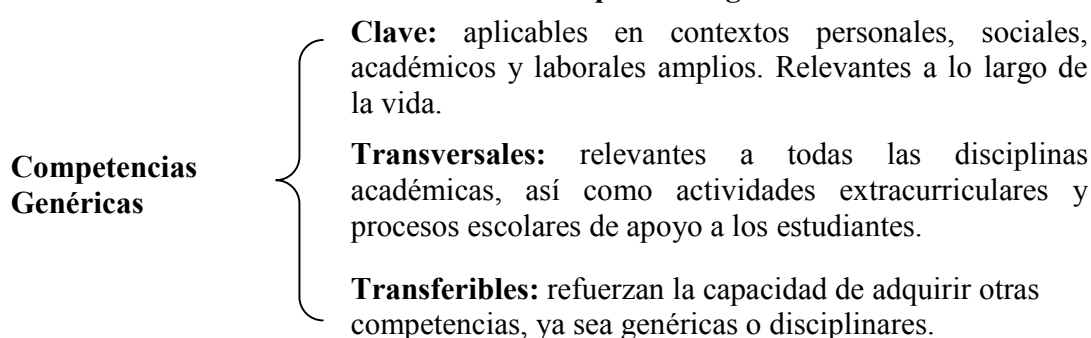 Clave: aplicables en contextos personales, sociales,
académicos y laborales amplios. Relevantes a lo largo de
la vida.
Competencias
Genéricas
Transversales: relevantes a todas las disciplinas
académicas, así como actividades extracurriculares y
procesos escolares de apoyo a los estudiantes.
Transferibles: refuerzan la capacidad de adquirir otras
competencias, ya sea genéricas o disciplinares.